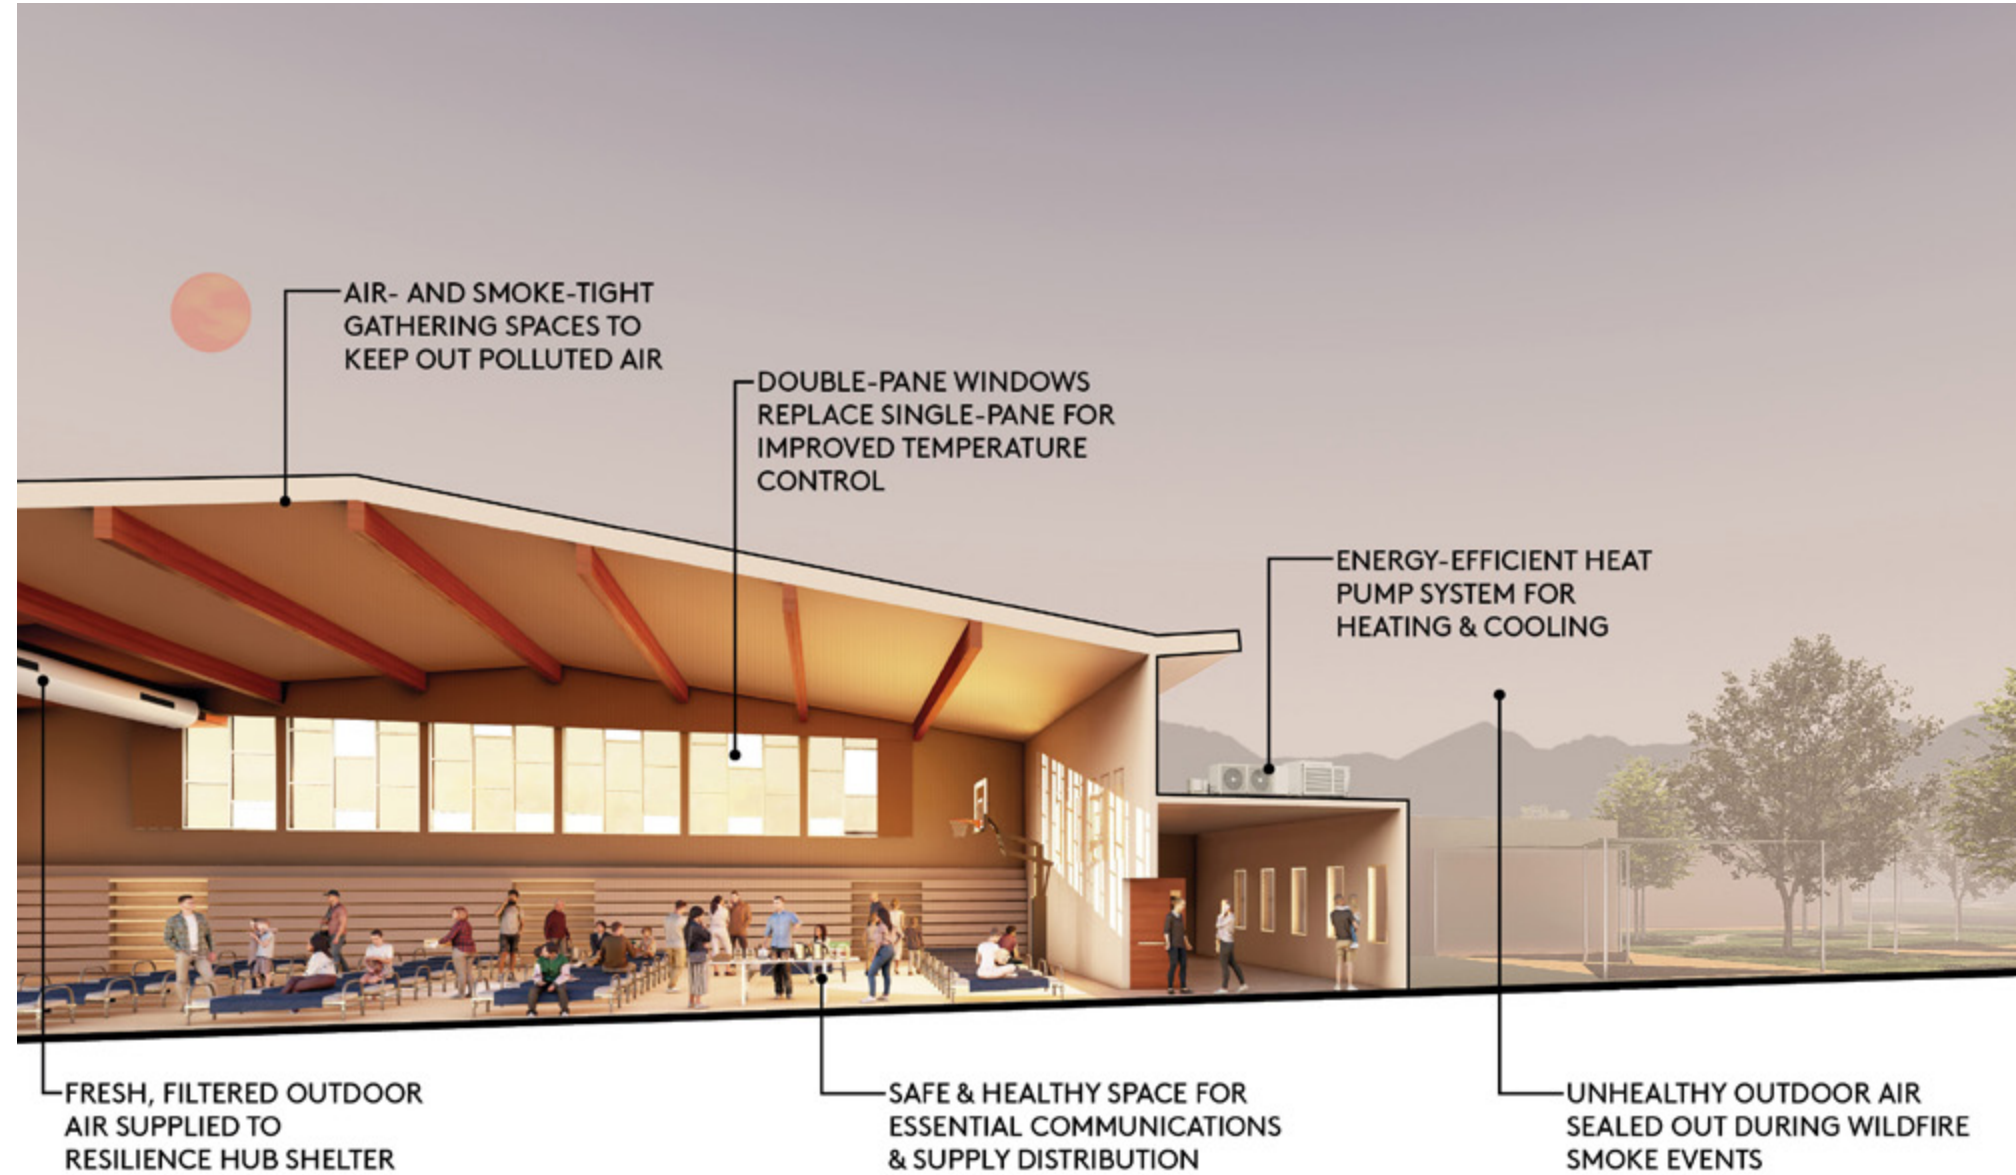 AIR- AND SMOKE-TIGHT
GATHERING SPACES TO
KEEP OUT POLLUTED AIR
DOUBLE-PANE WINDOWS
REPLACE SINGLE-PANE FOR
IMPROVED TEMPERATURE
CONTROL
ENERGY-EFFICIENT HEAT
PUMP SYSTEM FOR
HEATING & COOLING
FRESH, FILTERED OUTDOOR
AIR SUPPLIED TO
RESILIENCE HUB SHELTER
SAFE & HEALTHY SPACE FOR
ESSENTIAL COMMUNICATIONS
& SUPPLY DISTRIBUTION
UNHEALTHY OUTDOOR AIR
SEALED OUT DURING WILDFIRE
SMOKE EVENTS